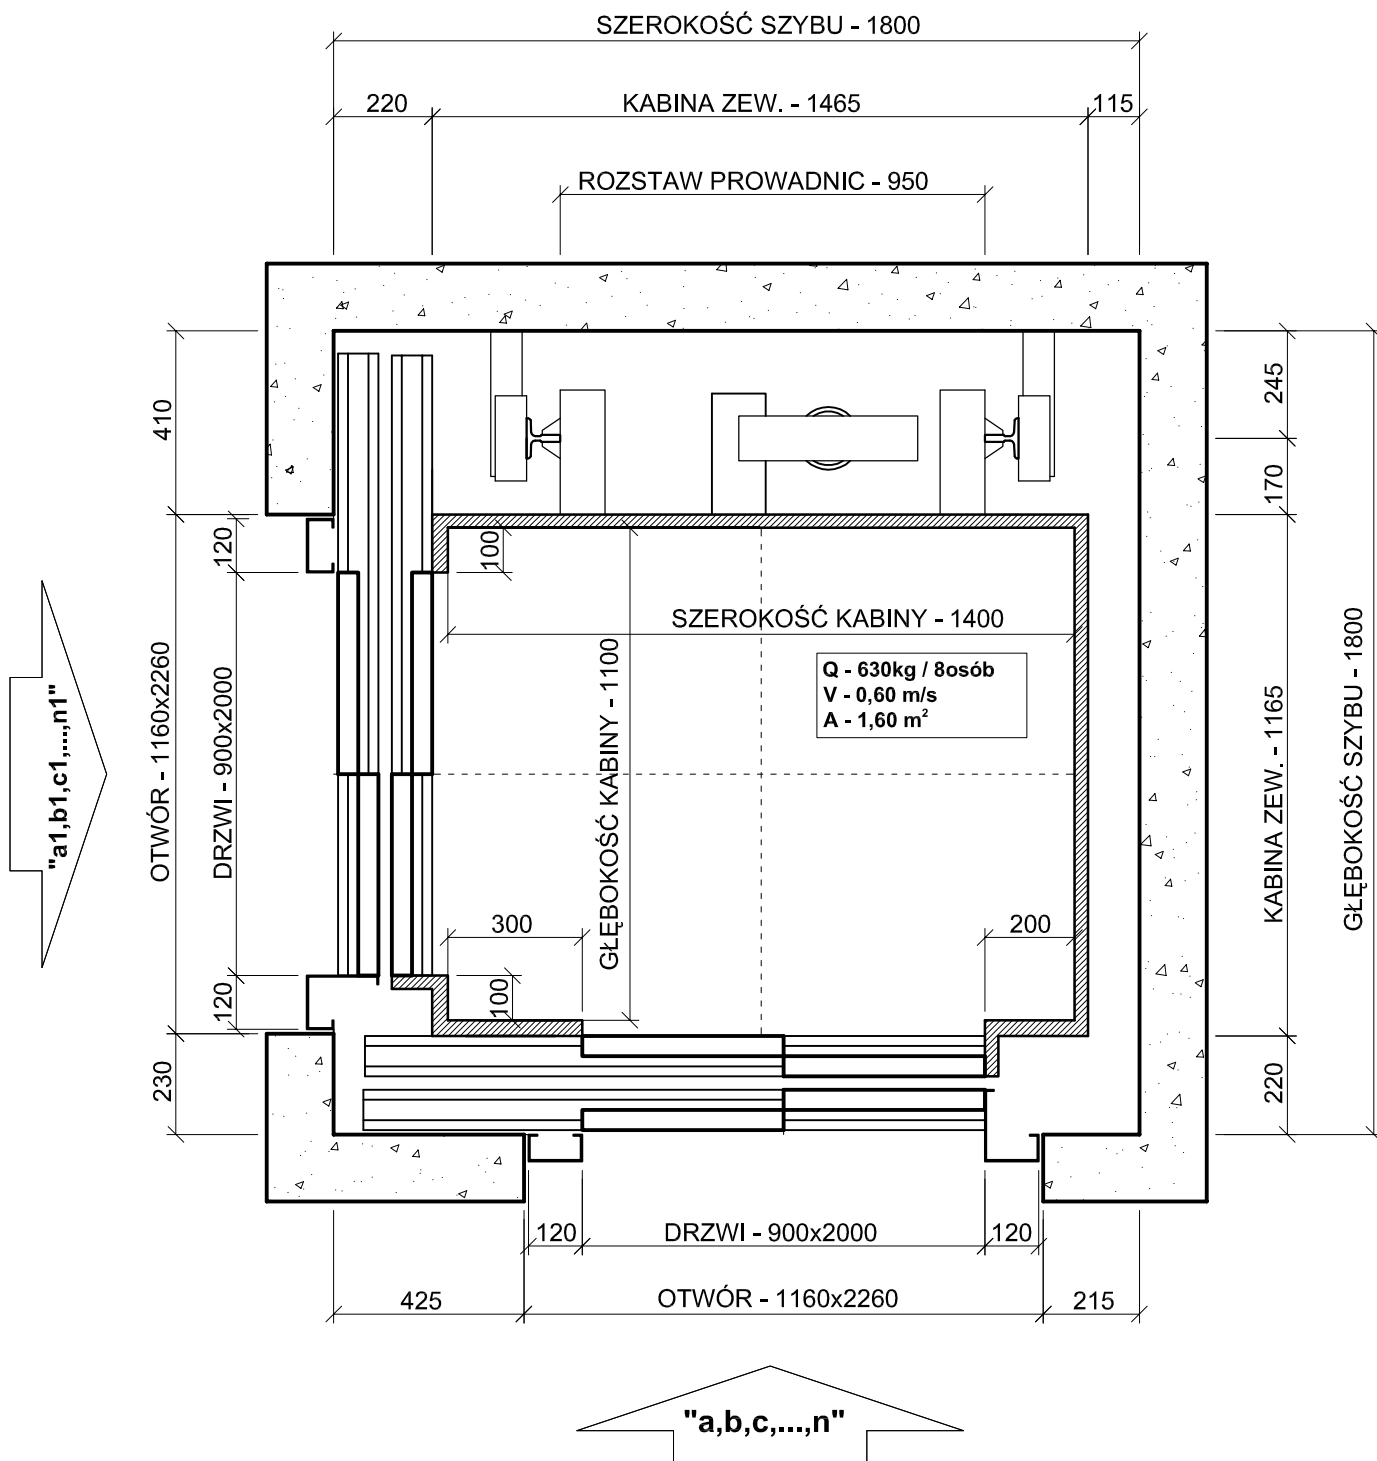 SZEROKOŚĆ SZYBU - 1800
220
KABINA ZEW. - 1465
115
ROZSTAW PROWADNIC - 950
410
120
OTWÓR - 1160x2260
DRZWI - 900x2000
120
230
"a1,b1,c1,...,n1"
100
SZEROKOŚĆ KABINY - 1400
GŁĘBOKOŚĆ KABINY - 1100
Q - 630kg / 8osób
V - 0,60 m/s
A - 1,60 m²
300
200
100
245
170
KABINA ZEW. - 1165
220
GŁĘBOKOŚĆ SZYBU - 1800
120
DRZWI - 900x2000
120
425
OTWÓR - 1160x2260
215
"a,b,c,...,n"